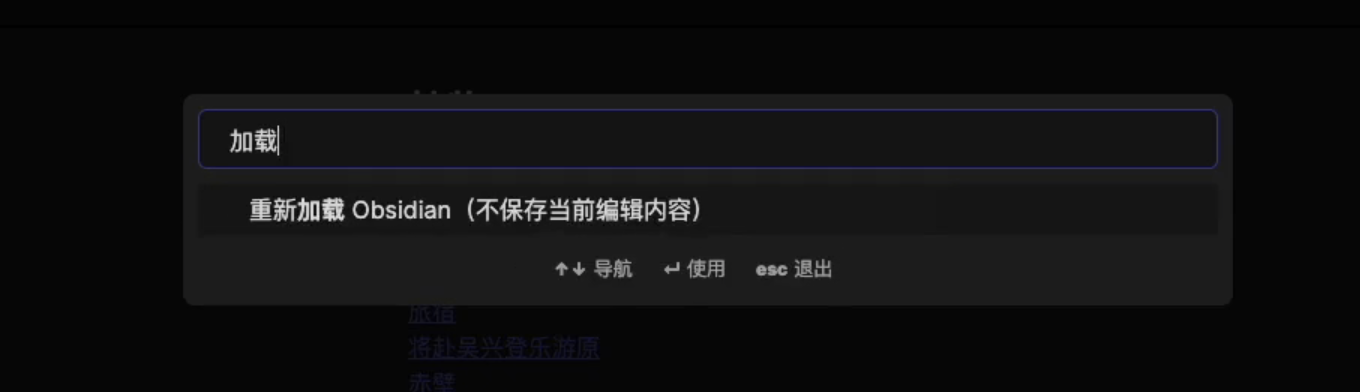 加载
重新加载 Obsidian（不保存当前编辑内容）
↑↓ 导航 ↵ 使用 esc 退出
旅宿
将赴吴兴登乐游原
赤壁